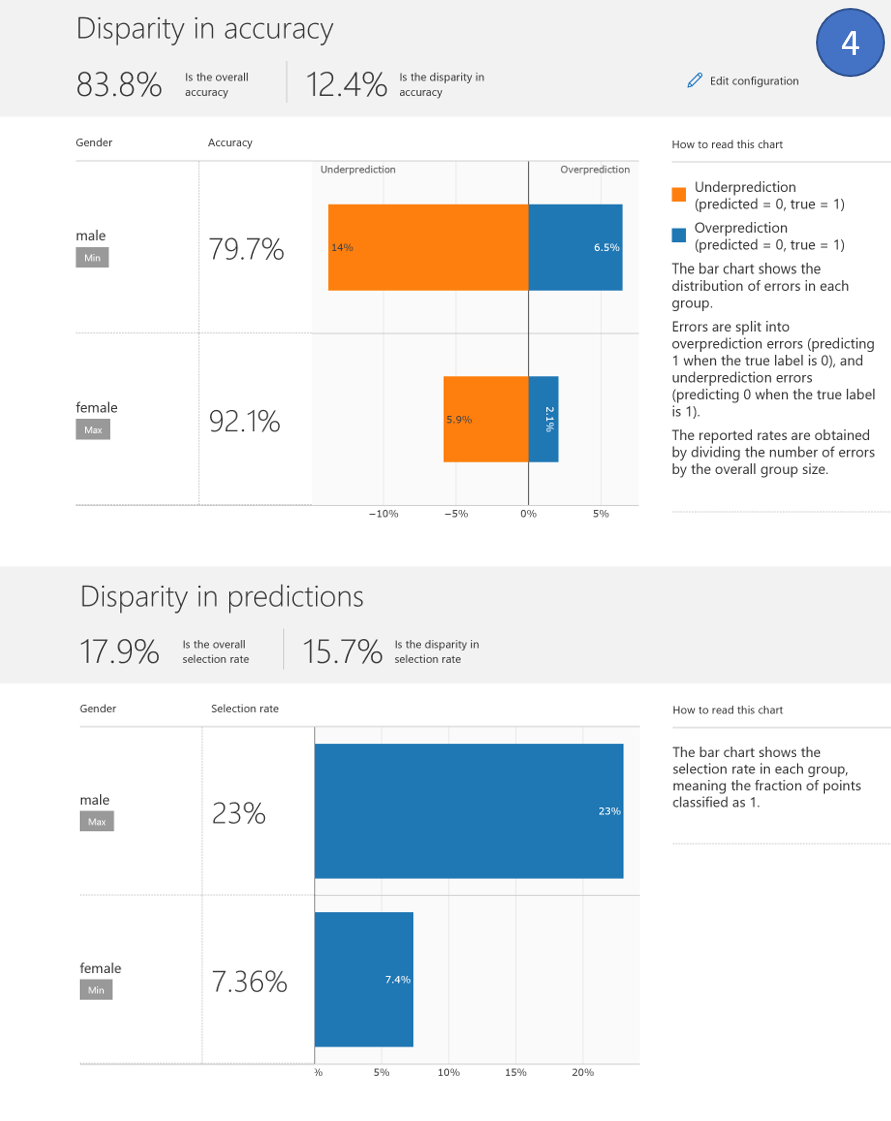 Disparity in accuracy
4
83.8%
Is the overall
accuracy
12.4%
Is the disparity in
accuracy
Edit configuration
Gender
Accuracy
How to read this chart
Underprediction
Overprediction
male
Min
79.7%
14%
6.5%
female
Max
92.1%
5.9%
2.1%
−10%
−5%
0%
5%
Underprediction
(predicted = 0, true = 1)
Overprediction
(predicted = 0, true = 1)
The bar chart shows the
distribution of errors in each
group.
Errors are split into
overprediction errors (predicting
1 when the true label is 0), and
underprediction errors
(predicting 0 when the true label
is 1).
The reported rates are obtained
by dividing the number of errors
by the overall group size.
Disparity in predictions
17.9%
Is the overall
selection rate
15.7%
Is the disparity in
selection rate
Gender
Selection rate
How to read this chart
male
Max
23%
23%
female
Min
7.36%
7.4%
%
5%
10%
15%
20%
The bar chart shows the
selection rate in each group,
meaning the fraction of points
classified as 1.